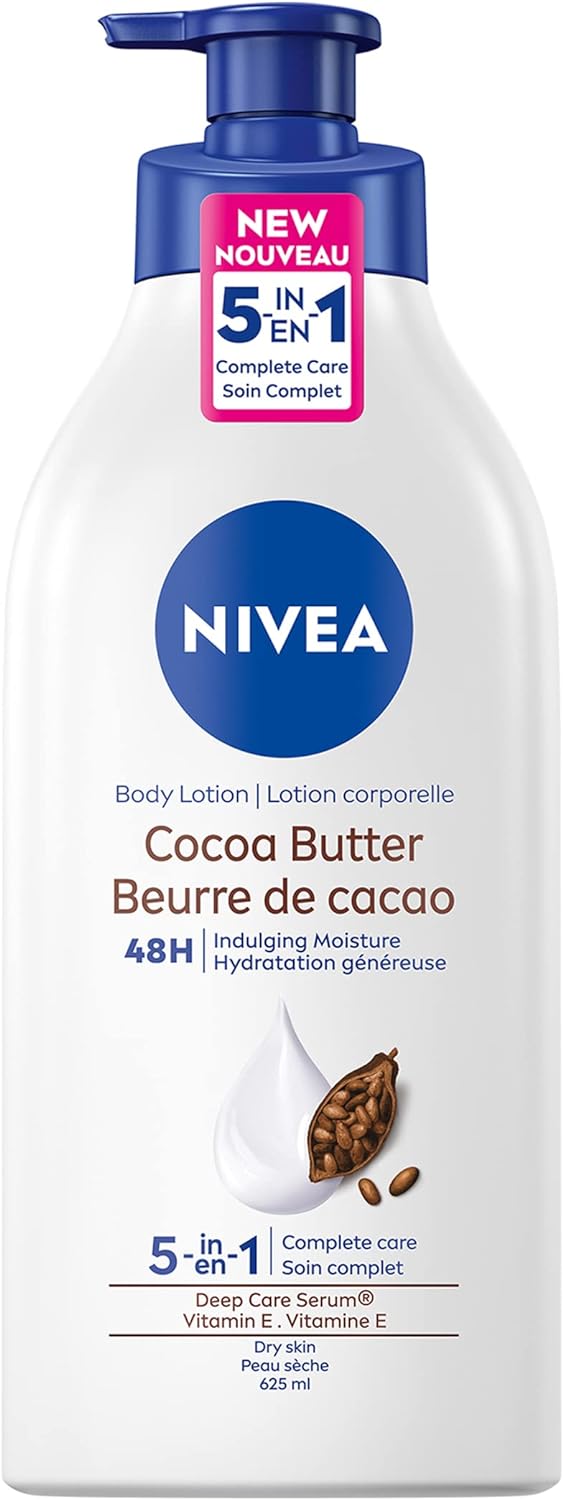 NEW
NOUVEAU
5-IN
EN-1
Complete Care
Soin Complet
NIVEA
Body Lotion | Lotion corporelle
Cocoa Butter
Beurre de cacao
48H | Indulging Moisture
Hydratation généreuse
5-in
en-1 | Complete care
Soin complet
Deep Care Serum®
Vitamin E . Vitamine E
Dry skin
Peau sèche
625 ml